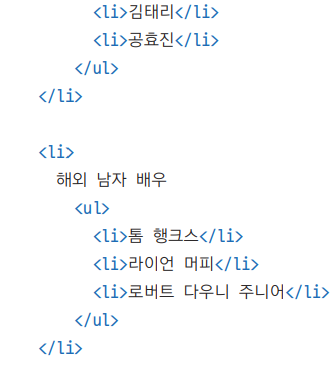 <li>김태리</li>
<li>공효진</li>
</ul>
</li>
<li>
해외 남자 배우
<ul>
<li>톰 행크스</li>
<li>라이언 머피</li>
<li>로버트 다우니 주니어</li>
</ul>
</li>